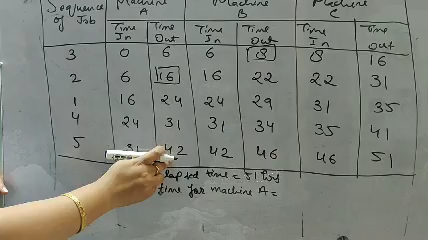 Sequence Machine Machine Machine
of Job A B C
Time In Time Out Time In Time Out Time In Time Out
3 0 6 6 8 8 16
2 6 16 16 22 22 31
1 16 24 24 29 31 35
4 24 31 31 34 35 41
5 31 42 42 46 46 51
elapsed time = 51 hrs
time for machine A =